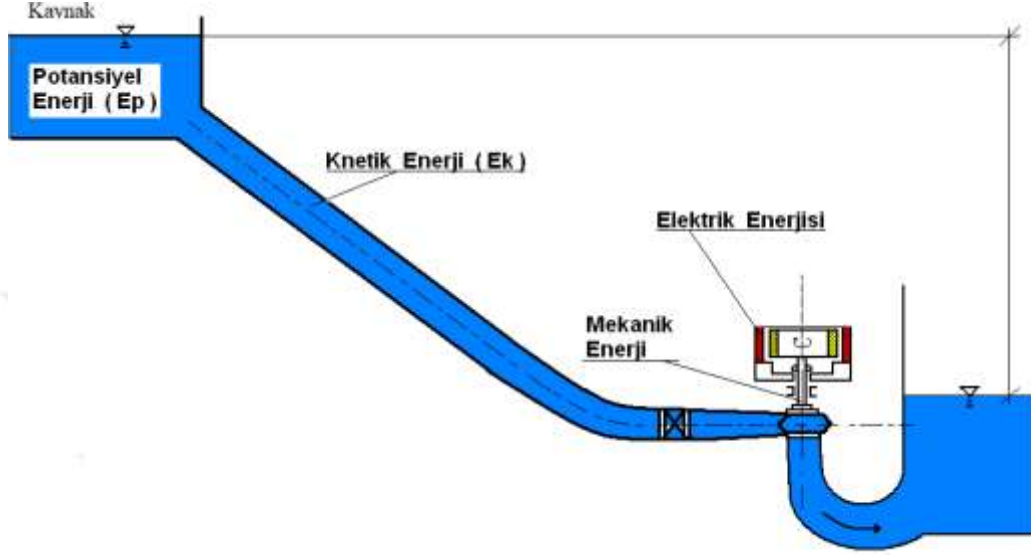 Kavnak
Potansiyel
Enerji ( Ep )
Knetik Enerji ( Ek )
Elektrik Enerjisi
Mekanik
Enerji